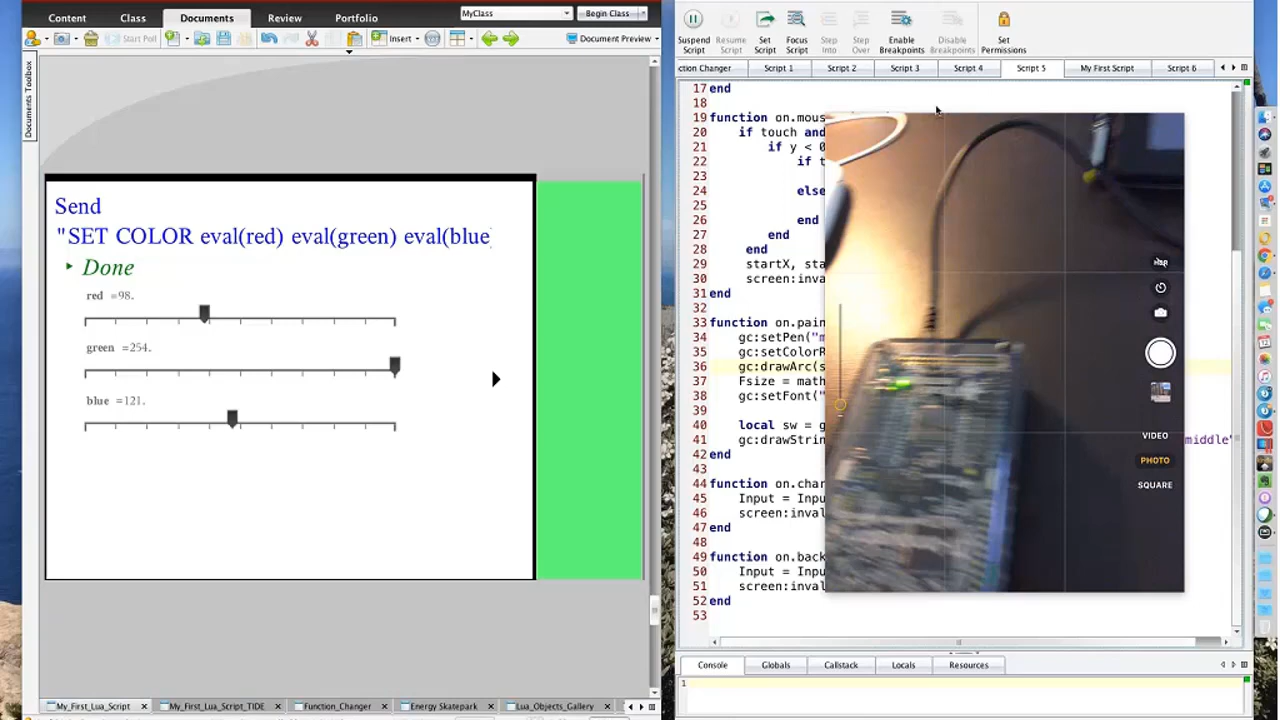 Content Class Documents Review Portfolio
MyClass Begin Class
Start Poll Insert Document Preview
Documents Toolbox
Send
"SET COLOR eval(red) eval(green) eval(blue)
Done
red =98.
green =254.
blue =121.
My_First_Lua_Script My_First_Lua_Script_TIDE Function_Changer Energy Skatepark Lua_Objects_Gallery
Suspend Script Resume Script Set Script Focus Script Step Into Step Over Enable Breakpoints Disable Breakpoints Set Permissions
ction Changer Script 1 Script 2 Script 3 Script 4 Script 5 My First Script Script 6
17 end
18
19 function on.mous
20 if touch and
21 if y < 0
22 if t
23
24 else
25
26 end
27 end
28 end
29 startX, sta
30 screen:inva
31 end
32
33 function on.pain
34 gc:setPen("
35 gc:setColorR
36 gc:drawArc(s
37 Fsize = math
38 gc:setFont("
39
40 local sw = g
41 gc:drawStrin middle"
42 end
43
44 function on.char
45 Input = Inpu
46 screen:inval
47 end
48
49 function on.back
50 Input = Inpu
51 screen:inval
52 end
53
VIDEO
PHOTO
SQUARE
Console Globals Callstack Locals Resources
1